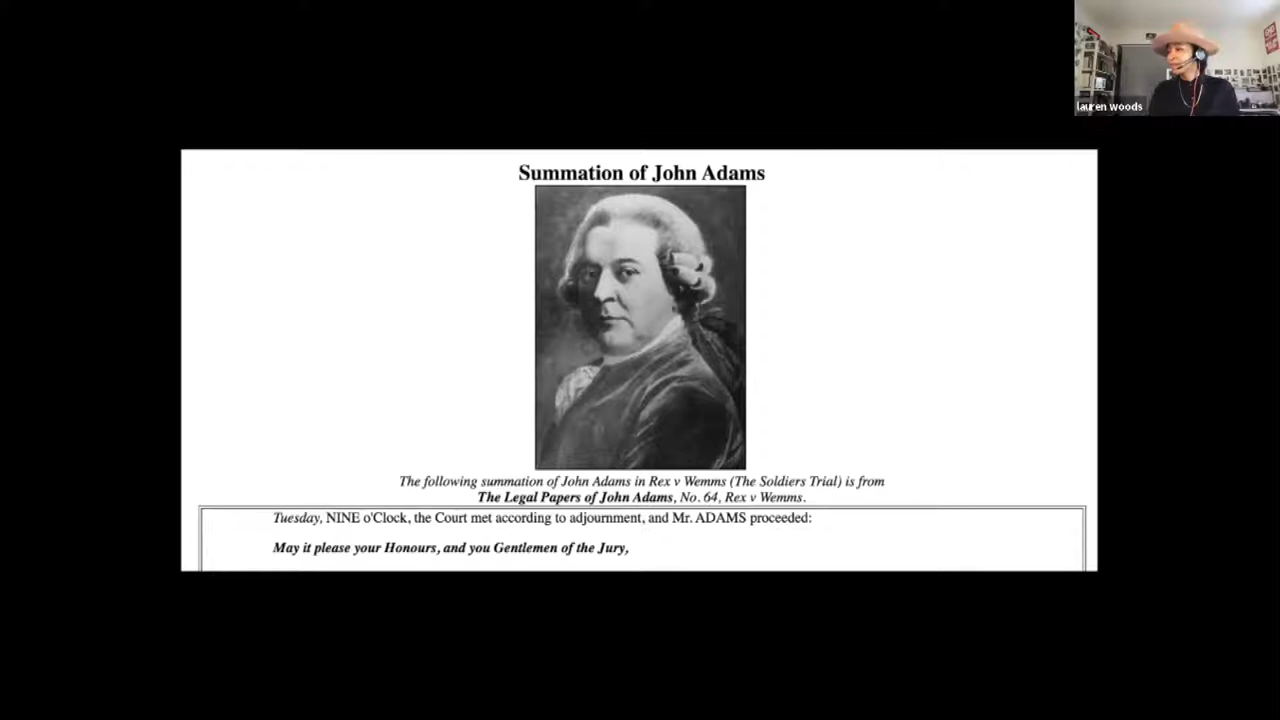 lauren woods
Summation of John Adams
The following summation of John Adams in Rex v Wemms (The Soldiers Trial) is from
The Legal Papers of John Adams, No. 64, Rex v Wemms.
Tuesday, NINE o'Clock, the Court met according to adjournment, and Mr. ADAMS proceeded:
May it please your Honours, and you Gentlemen of the Jury,